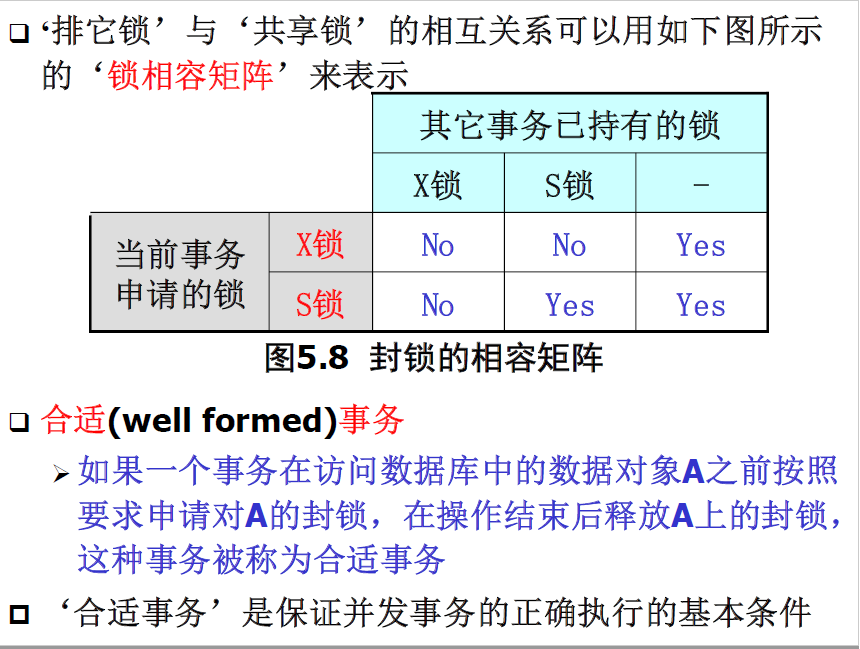 ‘排它锁’与‘共享锁’的相互关系可以用如下图所示
的‘锁相容矩阵’来表示
其它事务已持有的锁
X锁 S锁 -
当前事务
申请的锁
X锁 No No Yes
S锁 No Yes Yes
图5.8 封锁的相容矩阵
合适(well formed)事务
如果一个事务在访问数据库中的数据对象A之前按照
要求申请对A的封锁，在操作结束后释放A上的封锁，
这种事务被称为合适事务
‘合适事务’是保证并发事务的正确执行的基本条件